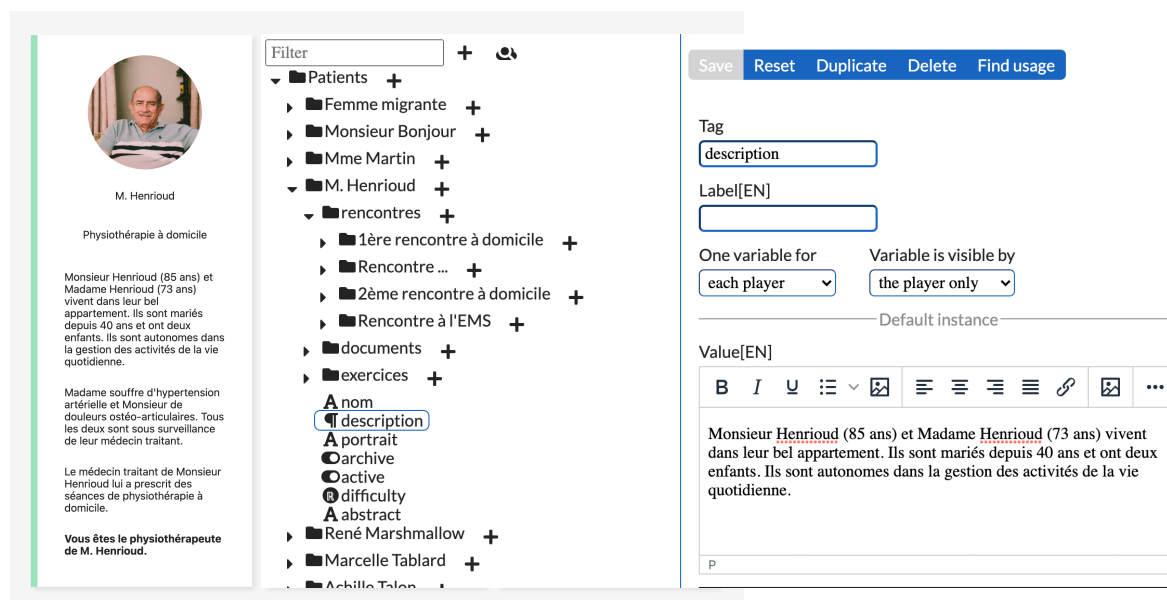 M. Henrioud
Physiothérapie à domicile
Monsieur Henrioud (85 ans) et
Madame Henrioud (73 ans)
vivent dans leur bel
appartement. Ils sont mariés
depuis 40 ans et ont deux
enfants. Ils sont autonomes dans
la gestion des activités de la vie
quotidienne.
Madame souffre d'hypertension
artérielle et Monsieur de
douleurs ostéo-articulaires. Tous
les deux sont sous surveillance
de leur médecin traitant.
Le médecin traitant de Monsieur
Henrioud lui a prescrit des
séances de physiothérapie à
domicile.
Vous êtes le physiothérapeute
de M. Henrioud.
Filter
Patients
Femme migrante
Monsieur Bonjour
Mme Martin
M. Henrioud
rencontres
1ère rencontre à domicile
Rencontre ...
2ème rencontre à domicile
Rencontre à l'EMS
documents
exercices
A nom
¶ description
A portrait
archive
active
R difficulty
A abstract
René Marshmallow
Marcelle Tablard
Achille Talon
Save Reset Duplicate Delete Find usage
Tag
description
Label[EN]
One variable for Variable is visible by
each player the player only
Default instance
Value[EN]
B I U
Monsieur Henrioud (85 ans) et Madame Henrioud (73 ans) vivent
dans leur bel appartement. Ils sont mariés depuis 40 ans et ont deux
enfants. Ils sont autonomes dans la gestion des activités de la vie
quotidienne.
P